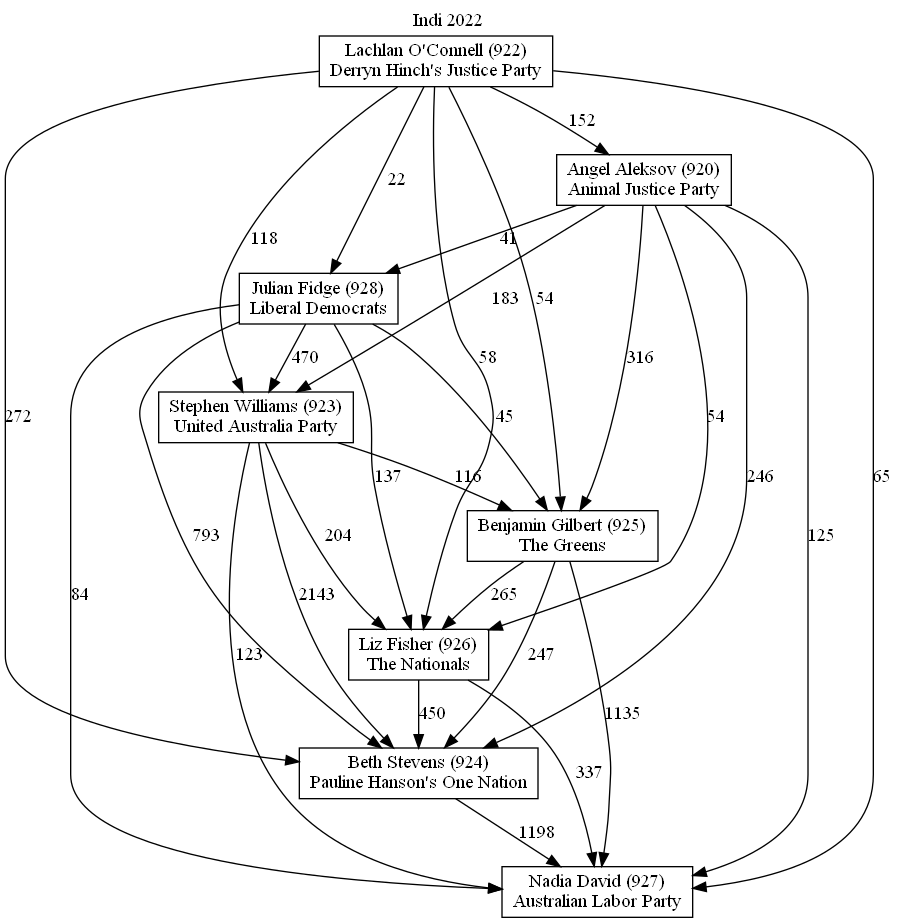 Indi 2022
Lachlan O'Connell (922)
Derryn Hinch's Justice Party
152
Angel Aleksov (920)
Animal Justice Party
22
118
41
Julian Fidge (928)
Liberal Democrats
183
54
470
58
316
Stephen Williams (923)
United Australia Party
272
45
54
137
116
246
65
Benjamin Gilbert (925)
The Greens
793
204
125
84
2143
265
Liz Fisher (926)
The Nationals
123
247
450
1135
Beth Stevens (924)
Pauline Hanson's One Nation
337
1198
Nadia David (927)
Australian Labor Party